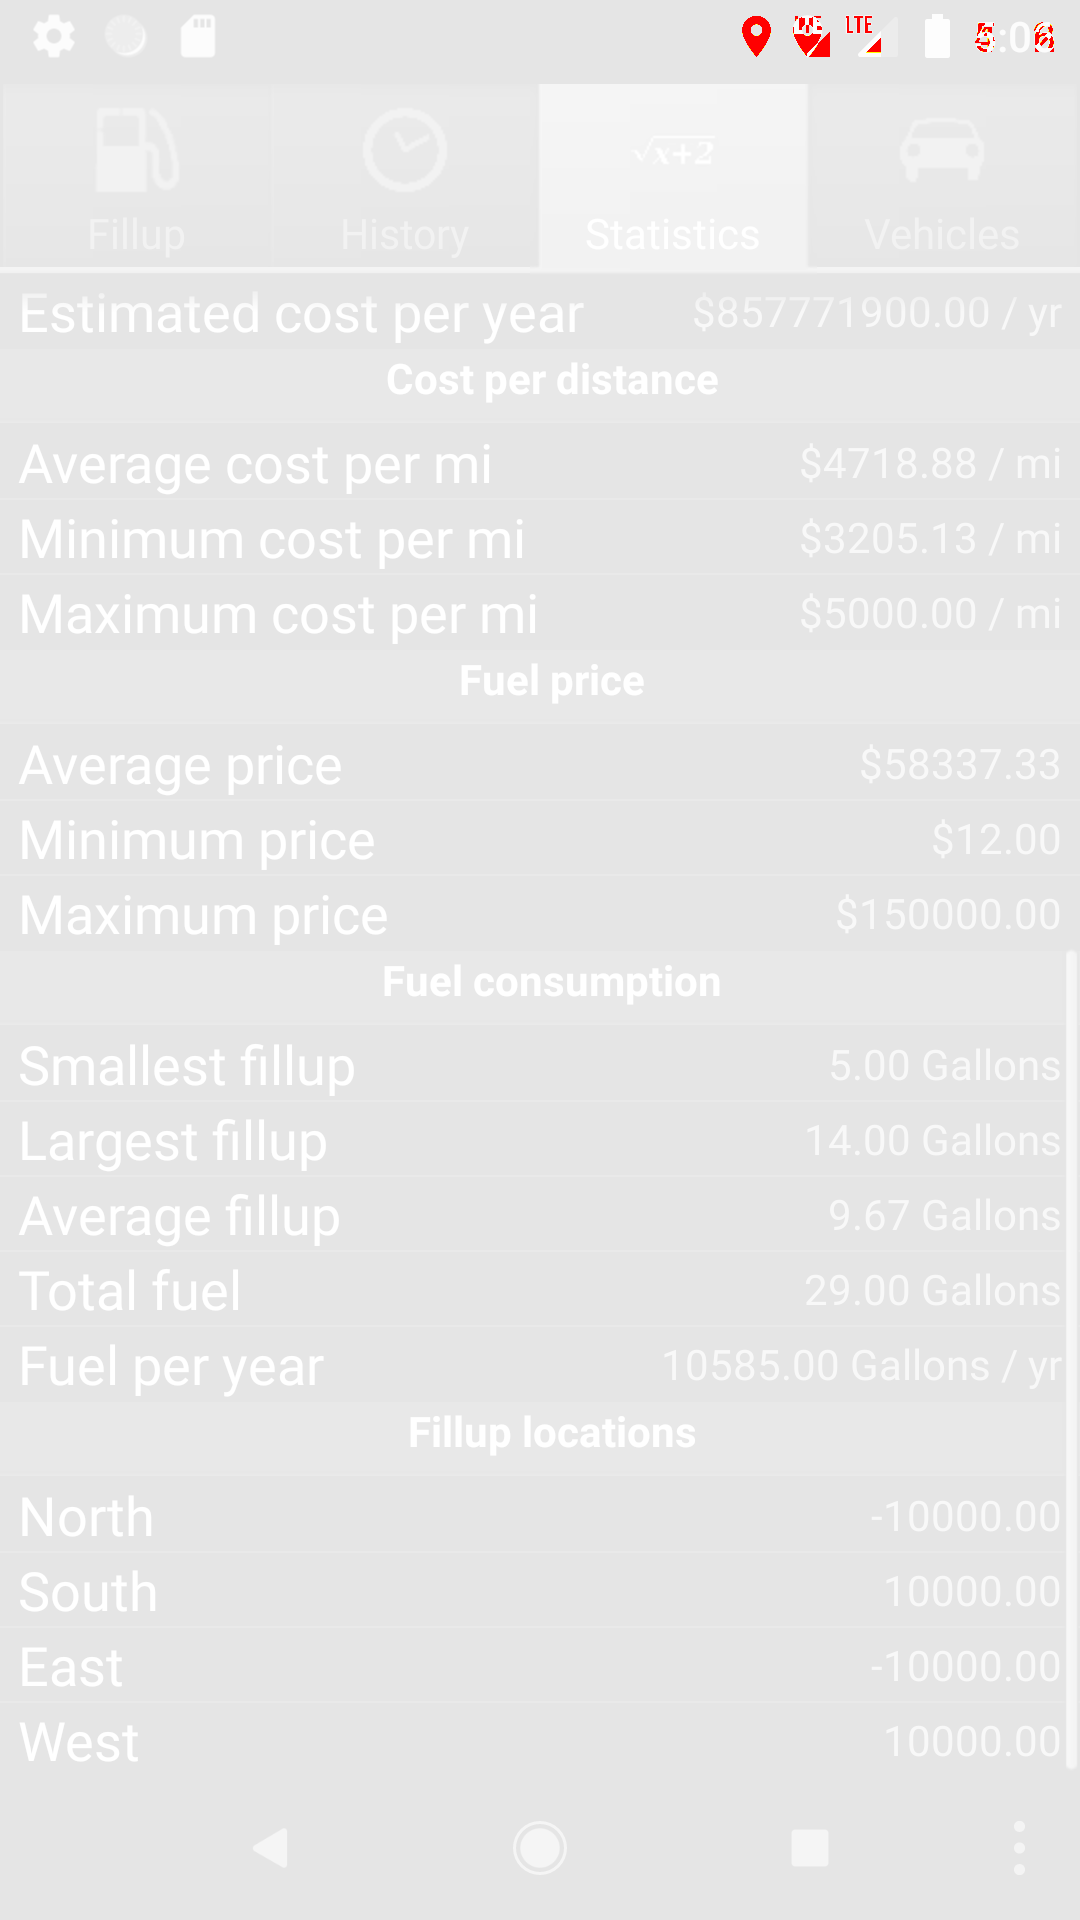 LTE LTE
Fillup History √x+2 Statistics Vehicles
Estimated cost per year $857771900.00 / yr
Cost per distance
Average cost per mi $4718.88 / mi
Minimum cost per mi $3205.13 / mi
Maximum cost per mi $5000.00 / mi
Fuel price
Average price $58337.33
Minimum price $12.00
Maximum price $150000.00
Fuel consumption
Smallest fillup 5.00 Gallons
Largest fillup 14.00 Gallons
Average fillup 9.67 Gallons
Total fuel 29.00 Gallons
Fuel per year 10585.00 Gallons / yr
Fillup locations
North -10000.00
South 10000.00
East -10000.00
West 10000.00